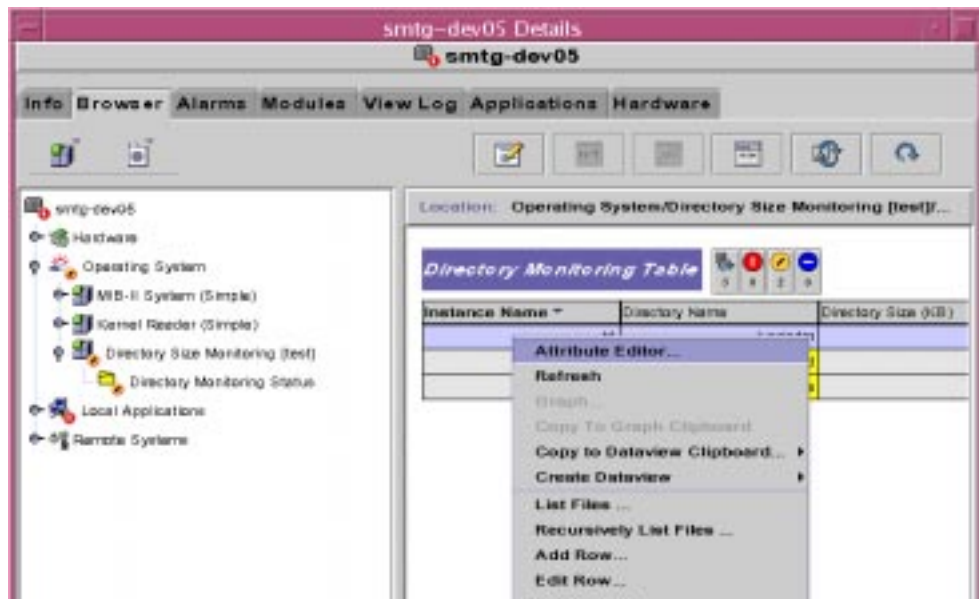 smtg-dev05 Details
smtg-dev05
Info Browser Alarms Modules View Log Applications Hardware
smtg-dev05
Hardware
Operating System
MIB-II System (Simple)
Kernel Reader (Simple)
Directory Size Monitoring (test)
Directory Monitoring Status
Local Applications
Remote Systems
Location: Operating System/Directory Size Monitoring [test]/...
Directory Monitoring Table
Instance Name Directory Name Directory Size (KB)
Attribute Editor...
Refresh
Graph...
Copy To Graph Clipboard
Copy to Dataview Clipboard...
Create Dataview
List Files ...
Recursively List Files ...
Add Row...
Edit Row...